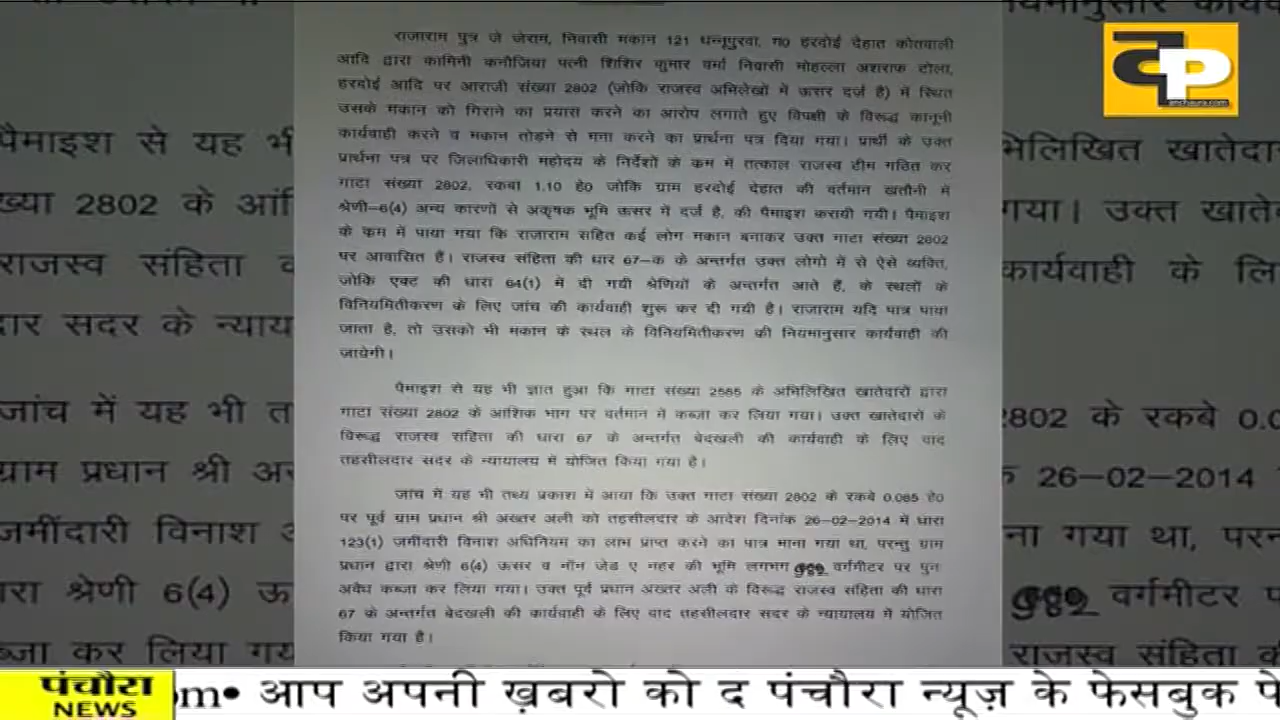 राजाराम पुत्र जे जेराम, निवासी मकान 121 धन्नूपुरवा, ग0 हरदोई देहात कोतवाली
आदि द्वारा कामिनी कनौजिया पत्नी शिशिर कुमार वर्मा निवासी मोहल्ला अशराफ टोला,
हरदोई आदि पर आराजी संख्या 2802 (जोकि राजस्व अभिलेखों में ऊसर दर्ज है) में स्थित
उसके मकान को गिराने का प्रयास करने का आरोप लगाते हुए विपक्षी के विरूद्ध कानूनी
कार्यवाही करने व मकान तोड़ने से मना करने का प्रार्थना पत्र दिया गया। प्रार्थी के उक्त
प्रार्थना पत्र पर जिलाधिकारी महोदय के निर्देशों के कम में तत्काल राजस्व टीम गठित कर
गाटा संख्या 2802, रकबा 1.10 हे0 जोकि ग्राम हरदोई देहात की वर्तमान खतौनी में
श्रेणी–6(4) अन्य कारणों से अकृषक भूमि ऊसर में दर्ज है, की पैमाइश करायी गयी। पैमाइश
के कम में पाया गया कि राजाराम सहित कई लोग मकान बनाकर उक्त गाटा संख्या 2802
पर आवासित हैं। राजस्व संहिता की धार 67–क के अन्तर्गत उक्त लोगो में से ऐसे व्यक्ति,
जोकि एक्ट की धारा 64(1) में दी गयी श्रेणियों के अन्तर्गत आते हैं, के स्थलों के
विनियमितीकरण के लिए जांच की कार्यवाही शुरू कर दी गयी है। राजाराम यदि पात्र पाया
जाता है, तो उसको भी मकान के स्थल के विनियमितीकरण की नियमानुसार कार्यवाही की
जायेगी।
पैमाइश से यह भी ज्ञात हुआ कि गाटा संख्या 2585 के अभिलिखित खातेदारों द्वारा
गाटा संख्या 2802 के आंशिक भाग पर वर्तमान में कब्जा कर लिया गया। उक्त खातेदारों के
विरूद्ध राजस्व संहिता की धारा 67 के अन्तर्गत बेदखली की कार्यवाही के लिए वाद
तहसीलदार सदर के न्यायालय में योजित किया गया है।
जांच में यह भी तथ्य प्रकाश में आया कि उक्त गाटा संख्या 2802 के रकबे 0.085 हे0
पर पूर्व ग्राम प्रधान श्री अख्तर अली को तहसीलदार के आदेश दिनांक 26–02–2014 में धारा
123(1) जमींदारी विनाश अधिनियम का लाभ प्राप्त करने का पात्र माना गया था, परन्तु ग्राम
प्रधान द्वारा श्रेणी 6(4) ऊसर व नॉन जेड ए नहर की भूमि लगभग वर्गमीटर पर पुनः
अवैध कब्जा कर लिया गया। उक्त पूर्व प्रधान अख्तर अली के विरूद्ध राजस्व संहिता की धारा
67 के अन्तर्गत बेदखली की कार्यवाही के लिए वाद तहसीलदार सदर के न्यायालय में योजित
किया गया है।
पंचौरा
NEWS
om• आप अपनी ख़बरो को द पंचौरा न्यूज़ के फेसबुक पे